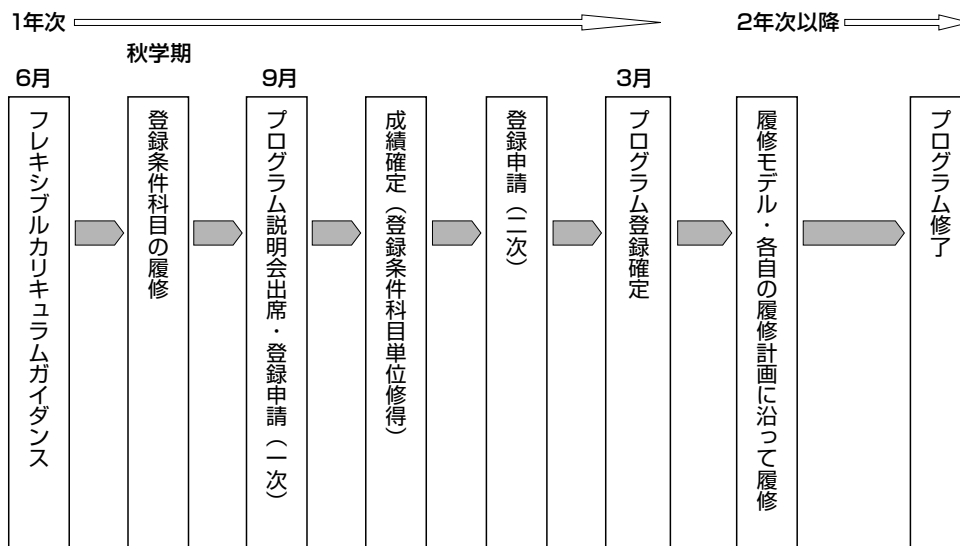 1年次
2年次以降
秋学期
6月
9月
3月
フレキシブルカリキュラムガイダンス
登録条件科目の履修
プログラム説明会出席・登録申請（一次）
成績確定（登録条件科目単位修得）
登録申請（二次）
プログラム登録確定
履修モデル・各自の履修計画に沿って履修
プログラム修了